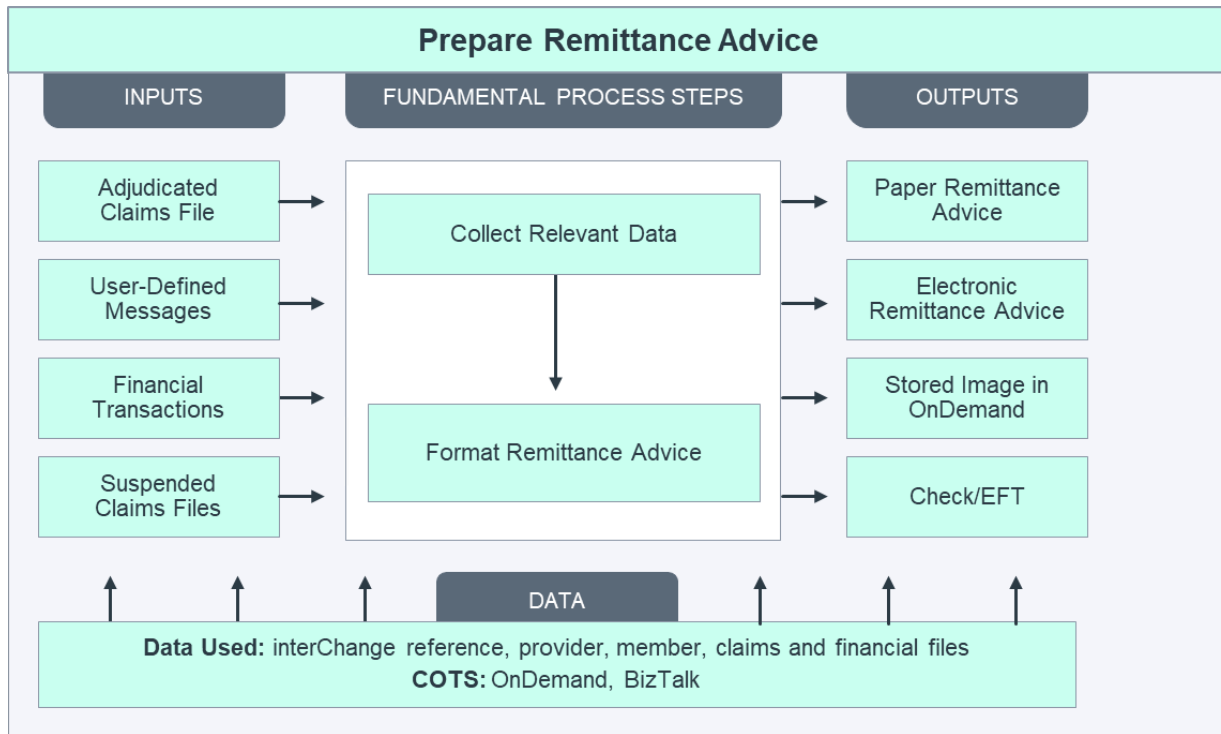 Prepare Remittance Advice
INPUTS
FUNDAMENTAL PROCESS STEPS
OUTPUTS
Adjudicated
Claims File
User-Defined
Messages
Financial
Transactions
Suspended
Claims Files
Collect Relevant Data
Format Remittance Advice
Paper Remittance
Advice
Electronic
Remittance Advice
Stored Image in
OnDemand
Check/EFT
DATA
Data Used: interChange reference, provider, member, claims and financial files
COTS: OnDemand, BizTalk